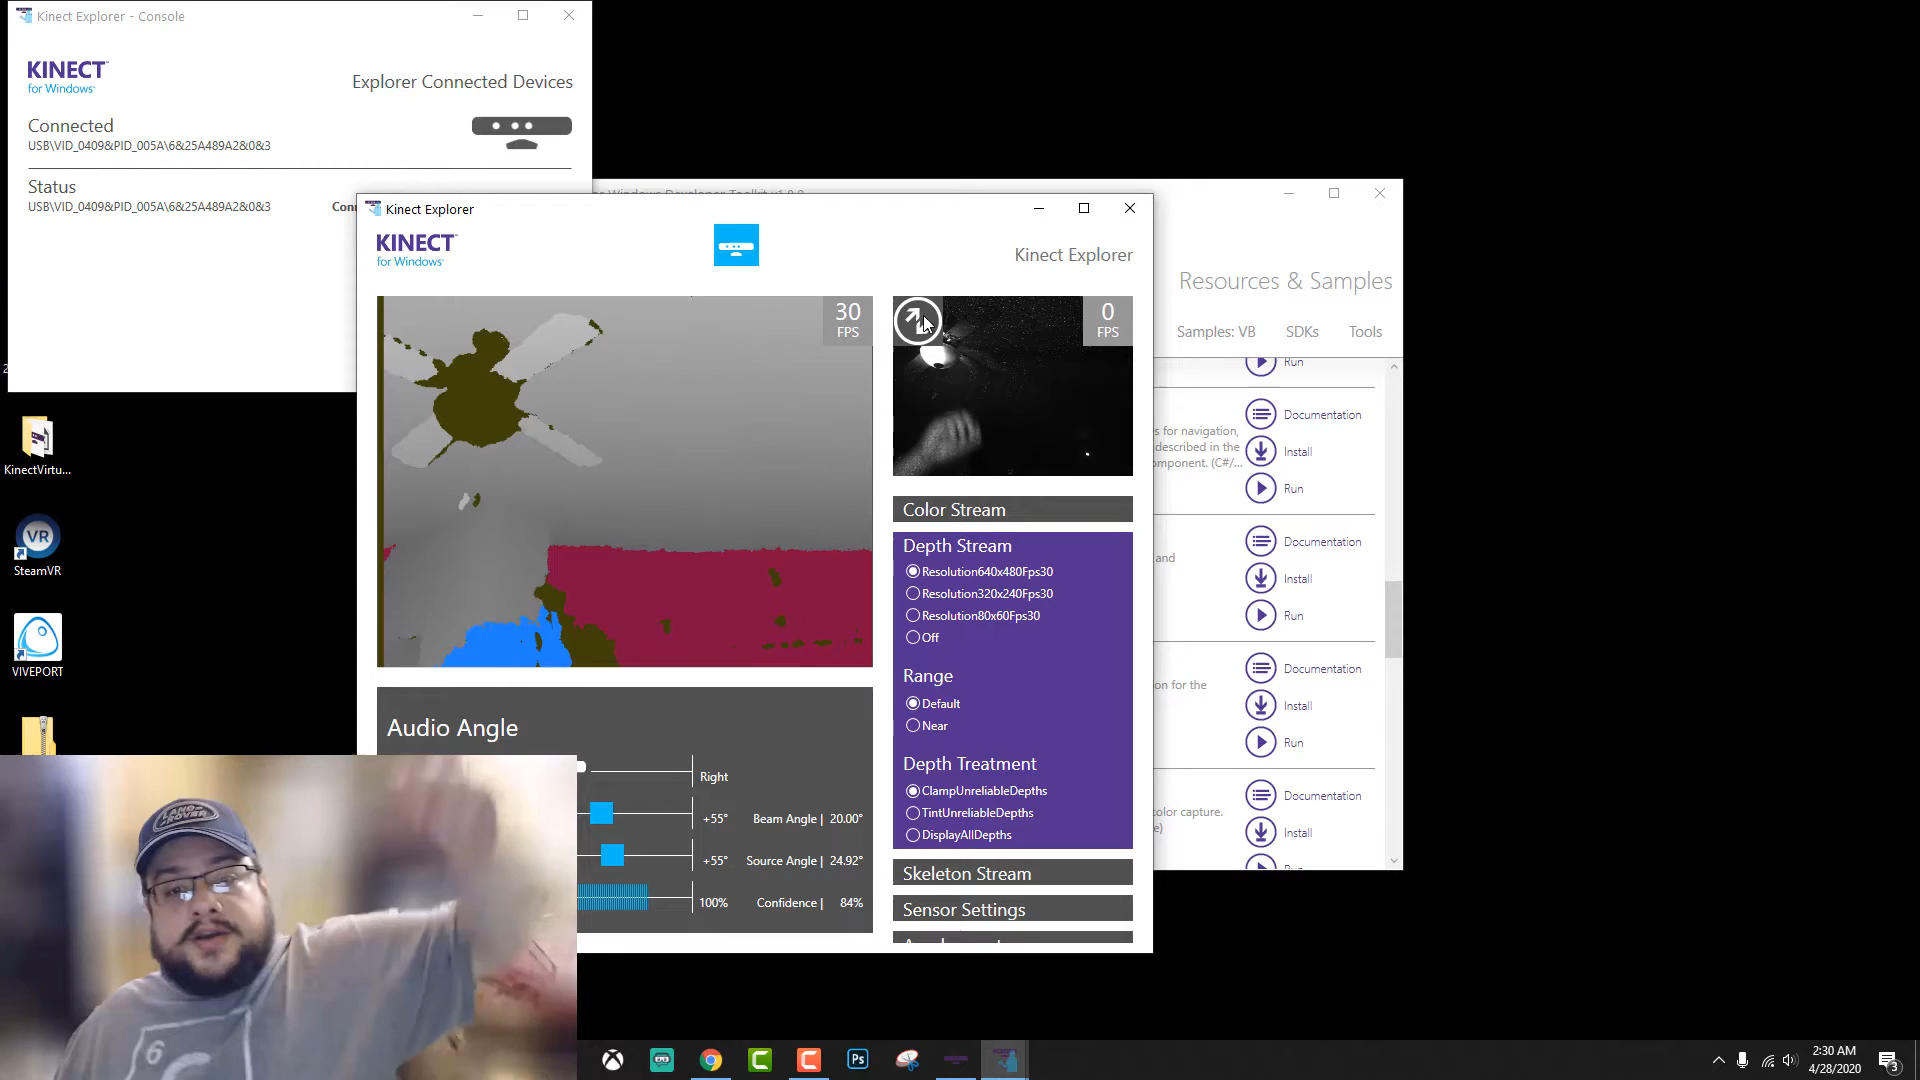 Kinect Explorer - Console
KINECT
for Windows
Explorer Connected Devices
Connected
USB\VID_0409&PID_005A\6&25A489A2&0&3
Status
USB\VID_0409&PID_005A\6&25A489A2&0&3
Kinect Explorer
KINECT
for Windows
Kinect Explorer
30
FPS
0
FPS
Color Stream
Depth Stream
Resolution640x480Fps30
Resolution320x240Fps30
Resolution80x60Fps30
Off
Range
Default
Near
Depth Treatment
ClampUnreliableDepths
TintUnreliableDepths
DisplayAllDepths
Skeleton Stream
Sensor Settings
Audio Angle
Right
+55°
Beam Angle | 20.00°
+55°
Source Angle | 24.92°
100%
Confidence | 84%
Resources & Samples
Samples: VB
SDKs
Tools
Run
s for navigation,
described in the
mponent. (C#/...
Documentation
Install
Run
and
Documentation
Install
Run
on for the
Documentation
Install
Run
color capture.
Documentation
Install
KinectVirtu...
VR
SteamVR
VIVEPORT
6
Ps
2:30 AM
4/28/2020
3